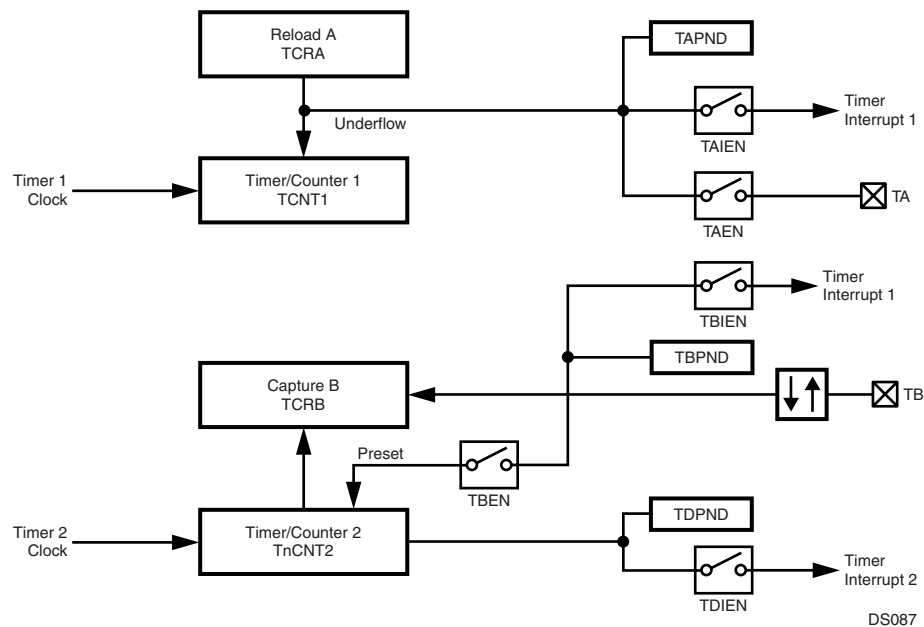 Reload A
TCRA
TAPND
Underflow
Timer
Interrupt 1
TAIEN
Timer 1
Clock
Timer/Counter 1
TCNT1
TA
TAEN
Timer
Interrupt 1
TBIEN
TBPND
Capture B
TCRB
TB
Preset
TBEN
TDPND
Timer 2
Clock
Timer/Counter 2
TnCNT2
Timer
Interrupt 2
TDIEN
DS087